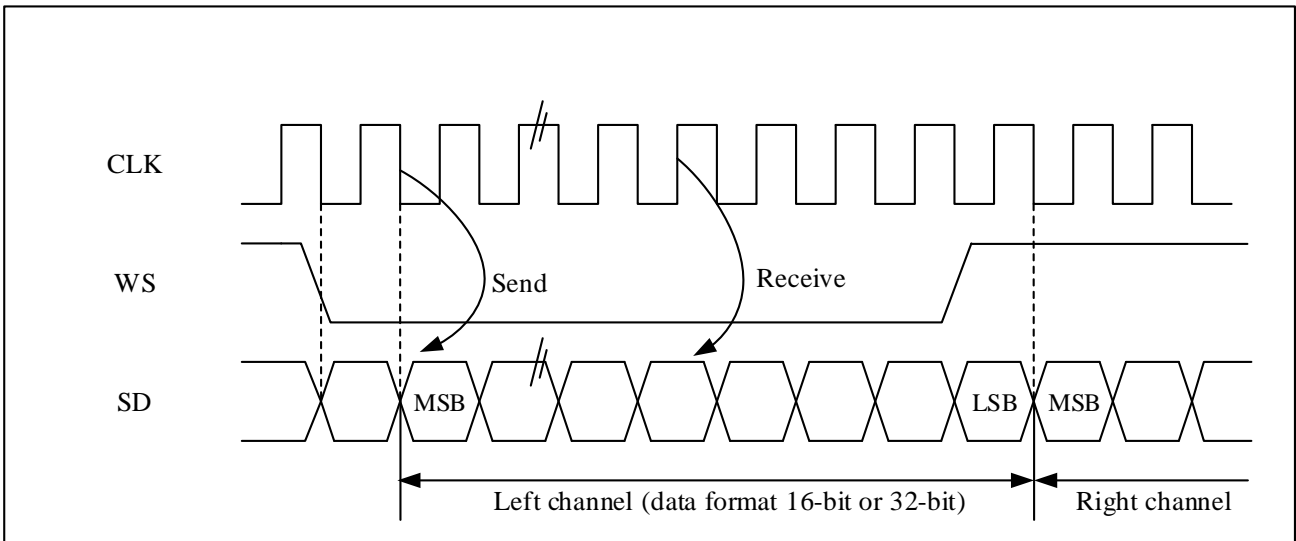 CLK
WS
Send
Receive
SD
MSB
LSB
MSB
Left channel (data format 16-bit or 32-bit)
Right channel